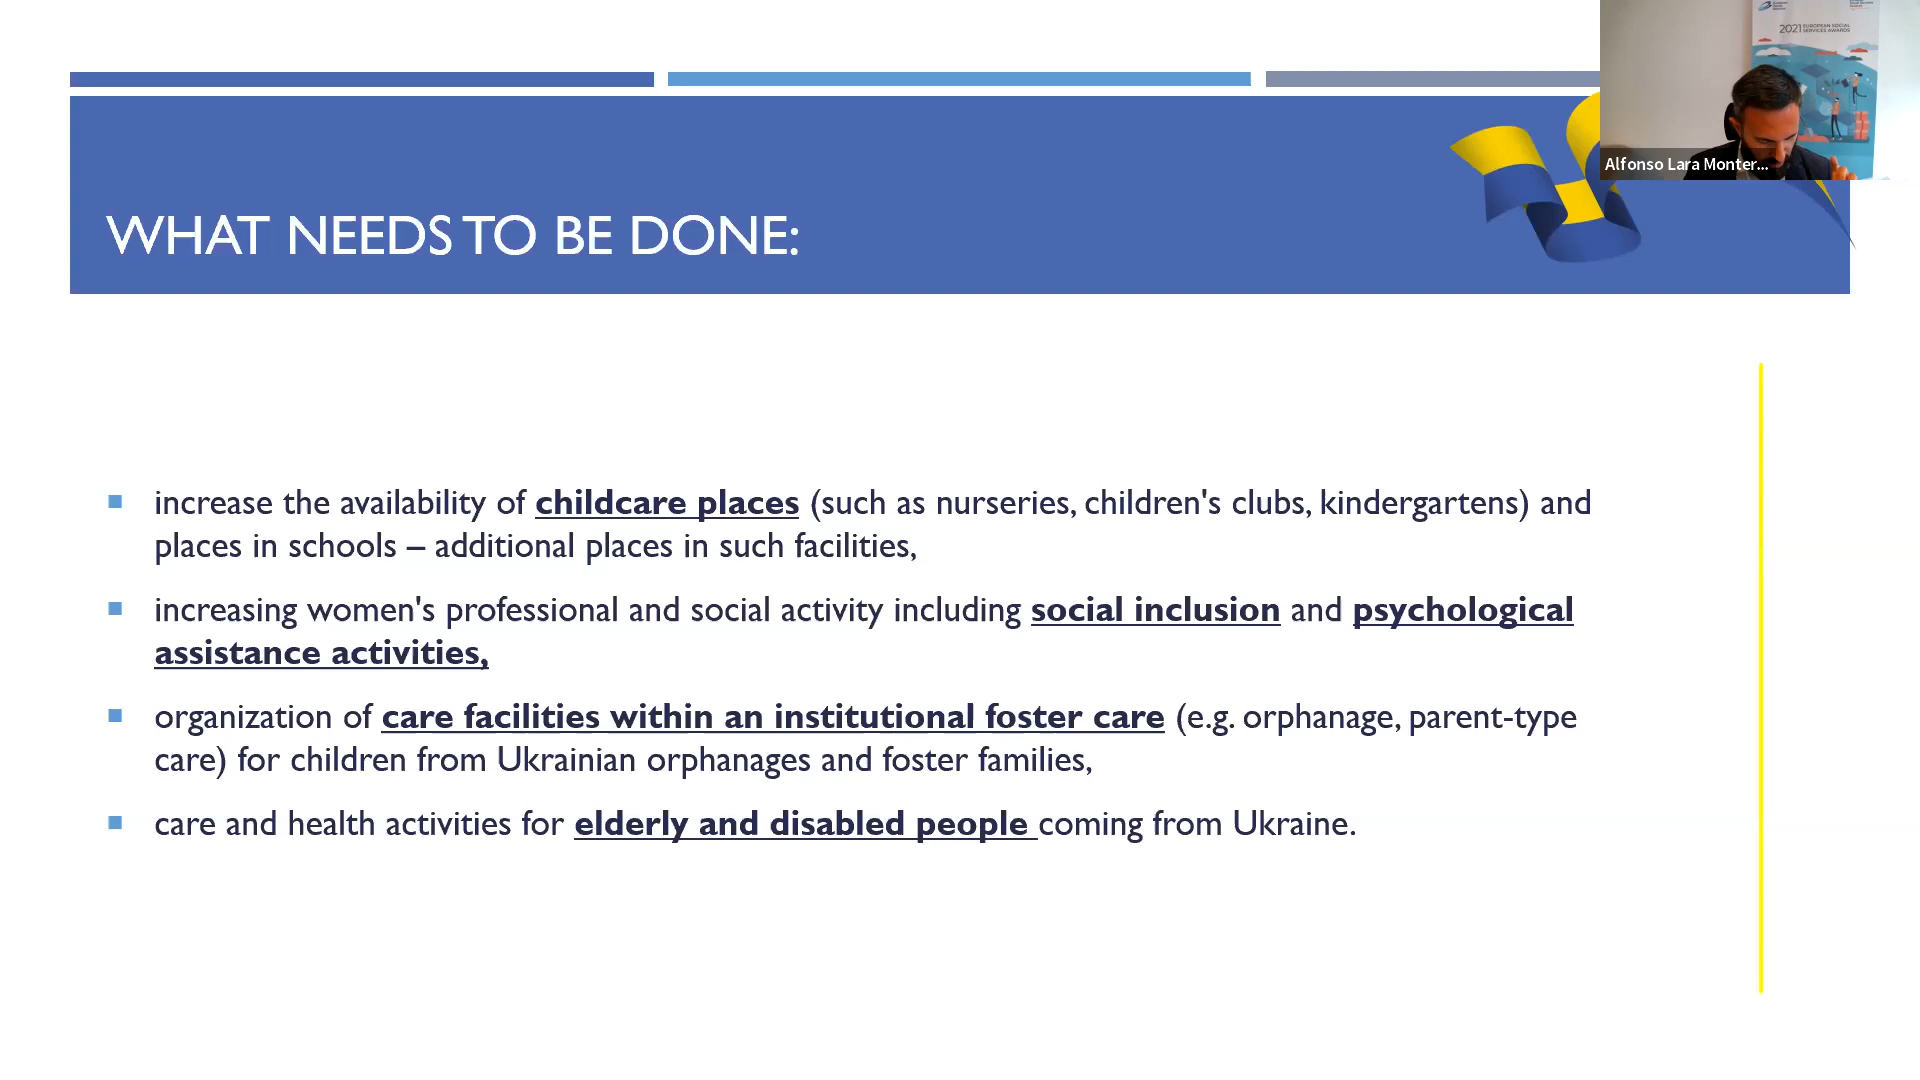 2021 EUROPEAN SOCIAL
SERVICES AWARDS
Alfonso Lara Monter...
WHAT NEEDS TO BE DONE:
increase the availability of childcare places (such as nurseries, children's clubs, kindergartens) and
places in schools – additional places in such facilities,
increasing women's professional and social activity including social inclusion and psychological
assistance activities,
organization of care facilities within an institutional foster care (e.g. orphanage, parent-type
care) for children from Ukrainian orphanages and foster families,
care and health activities for elderly and disabled people coming from Ukraine.